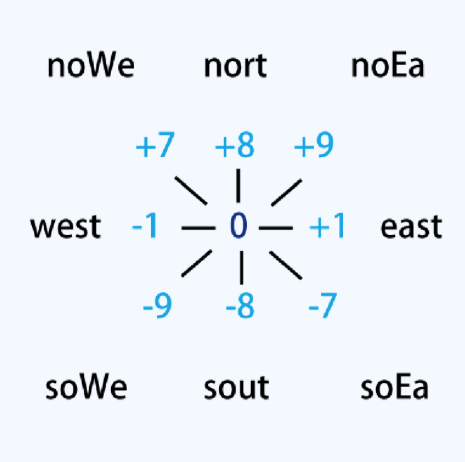 noWe nort noEa
+7 +8 +9
west -1 0 +1 east
-9 -8 -7
soWe sout soEa